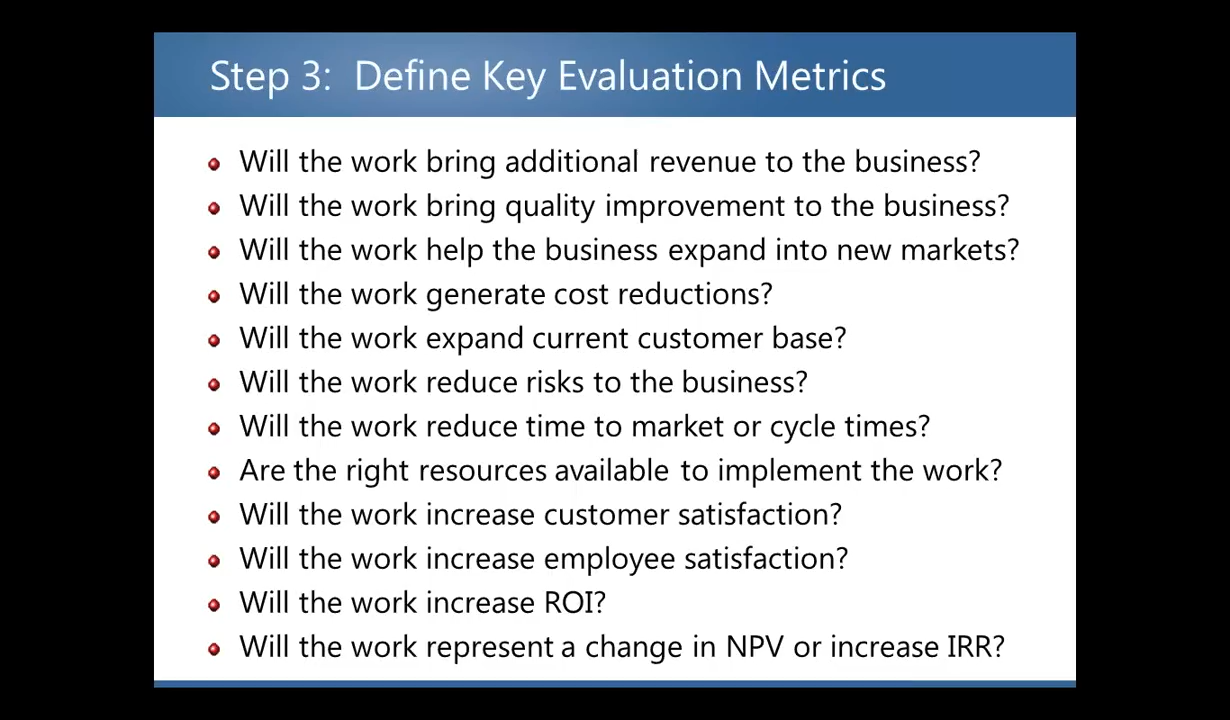 Step 3:  Define Key Evaluation Metrics
Will the work bring additional revenue to the business?
Will the work bring quality improvement to the business?
Will the work help the business expand into new markets?
Will the work generate cost reductions?
Will the work expand current customer base?
Will the work reduce risks to the business?
Will the work reduce time to market or cycle times?
Are the right resources available to implement the work?
Will the work increase customer satisfaction?
Will the work increase employee satisfaction?
Will the work increase ROI?
Will the work represent a change in NPV or increase IRR?